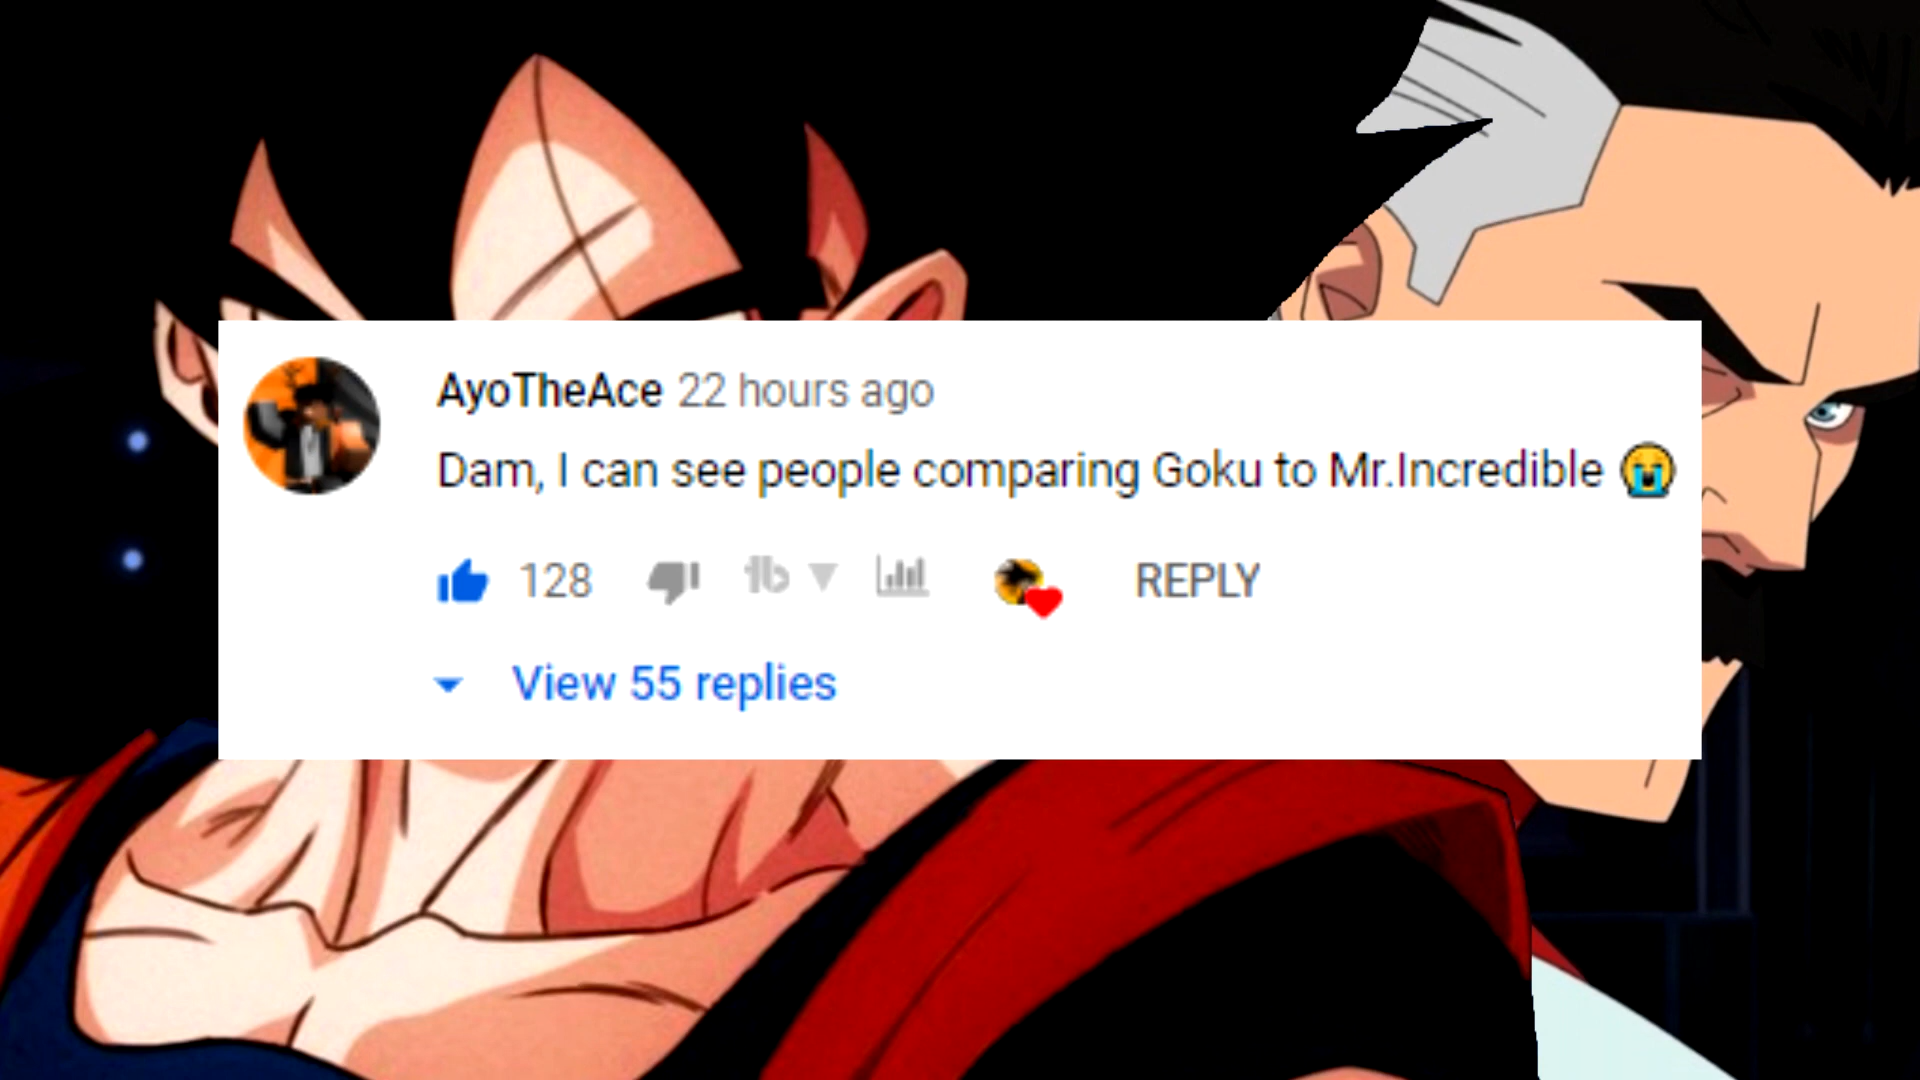 AyoTheAce 22 hours ago
Dam, I can see people comparing Goku to Mr.Incredible 😭
128 REPLY
View 55 replies